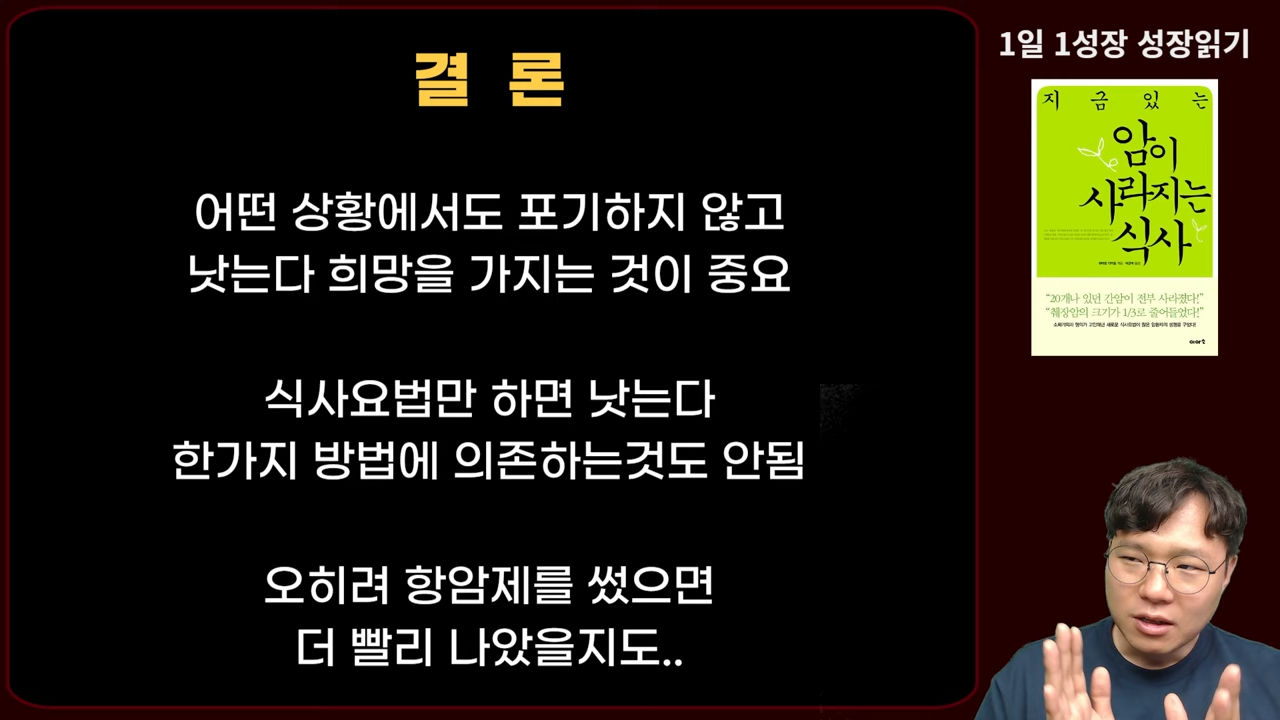 결 론
어떤 상황에서도 포기하지 않고
낫는다 희망을 가지는 것이 중요
식사요법만 하면 낫는다
한가지 방법에 의존하는것도 안됨
오히려 항암제를 썼으면
더 빨리 나았을지도..
1일 1성장 성장읽기
지금있는
암이
사라지는
식사
“20개나 있던 간암이 전부 사라졌다!”
“췌장암의 크기가 1/3로 줄어들었다!”